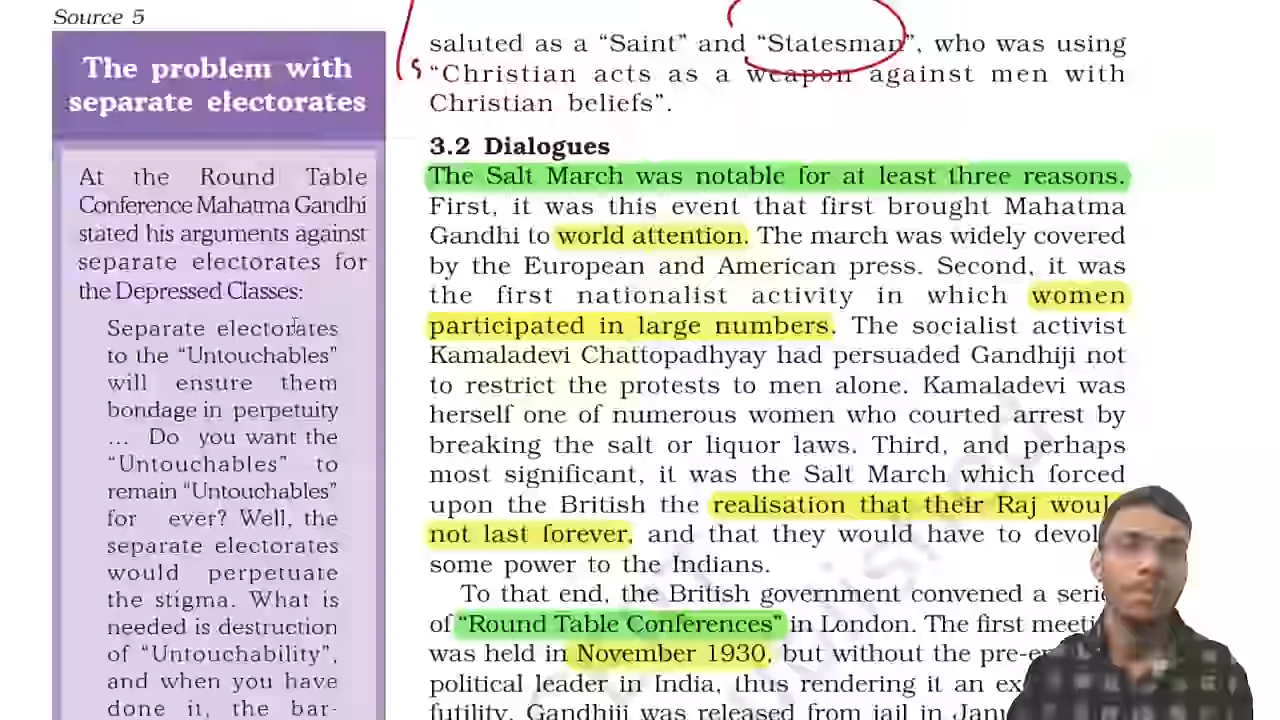 Source 5
The problem with
separate electorates
At the Round Table
Conference Mahatma Gandhi
stated his arguments against
separate electorates for
the Depressed Classes:
Separate electorates
to the “Untouchables”
will ensure them
bondage in perpetuity
... Do you want the
“Untouchables” to
remain “Untouchables”
for ever? Well, the
separate electorates
would perpetuate
the stigma. What is
needed is destruction
of “Untouchability”,
and when you have
done it, the bar-
saluted as a “Saint” and “Statesman”, who was using
“Christian acts as a weapon against men with
Christian beliefs”.
3.2 Dialogues
The Salt March was notable for at least three reasons.
First, it was this event that first brought Mahatma
Gandhi to world attention. The march was widely covered
by the European and American press. Second, it was
the first nationalist activity in which women
participated in large numbers. The socialist activist
Kamaladevi Chattopadhyay had persuaded Gandhiji not
to restrict the protests to men alone. Kamaladevi was
herself one of numerous women who courted arrest by
breaking the salt or liquor laws. Third, and perhaps
most significant, it was the Salt March which forced
upon the British the realisation that their Raj would
not last forever, and that they would have to
some power to the Indians.
To that end, the British government convened a
of “Round Table Conferences” in London. The first
was held in November 1930, but without the
political leader in India, thus rendering it an
futility. Gandhiji was released from jail in